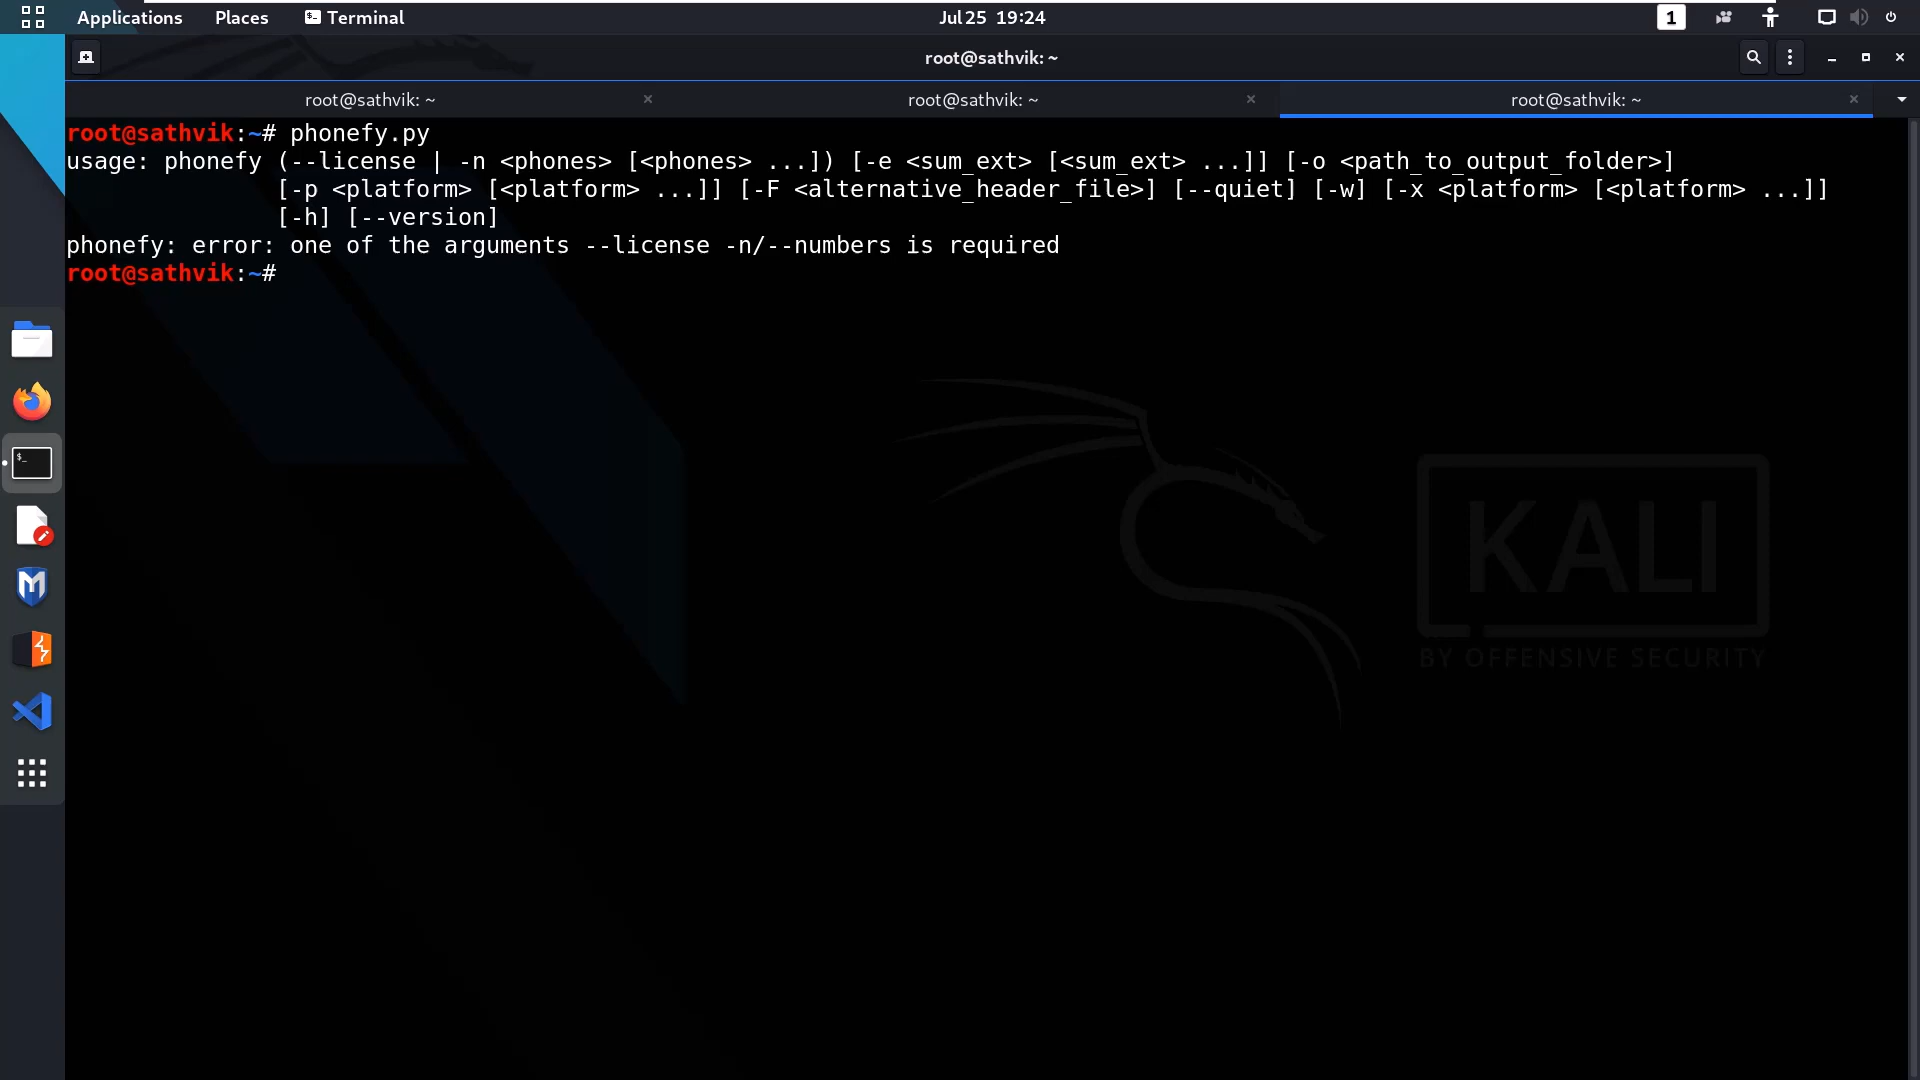 Applications Places Terminal Jul 25 19:24 1
root@sathvik: ~
root@sathvik: ~ root@sathvik: ~ root@sathvik: ~
root@sathvik:~# phonefy.py
usage: phonefy (--license | -n <phones> [<phones> ...]) [-e <sum_ext> [<sum_ext> ...]] [-o <path_to_output_folder>]
[-p <platform> [<platform> ...]] [-F <alternative_header_file>] [--quiet] [-w] [-x <platform> [<platform> ...]]
[-h] [--version]
phonefy: error: one of the arguments --license -n/--numbers is required
root@sathvik:~#
KALI
BY OFFENSIVE SECURITY